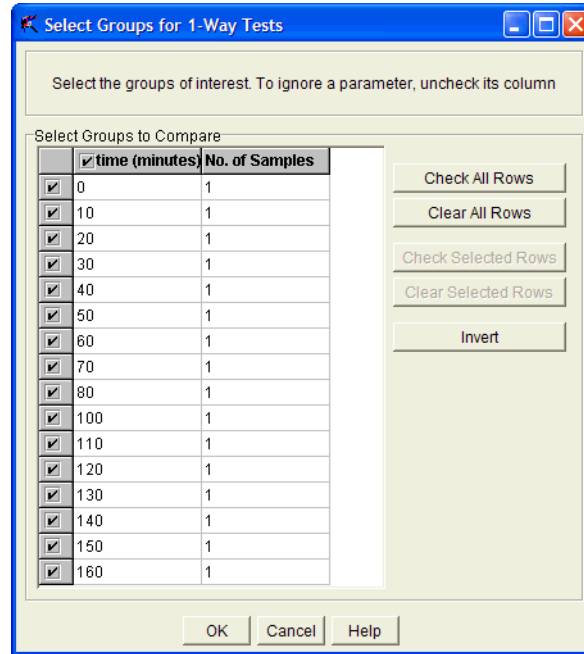 Select Groups for 1-Way Tests
Select the groups of interest. To ignore a parameter, uncheck its column
Select Groups to Compare
time (minutes) No. of Samples
0 1
10 1
20 1
30 1
40 1
50 1
60 1
70 1
80 1
100 1
110 1
120 1
130 1
140 1
150 1
160 1
Check All Rows
Clear All Rows
Check Selected Rows
Clear Selected Rows
Invert
OK Cancel Help